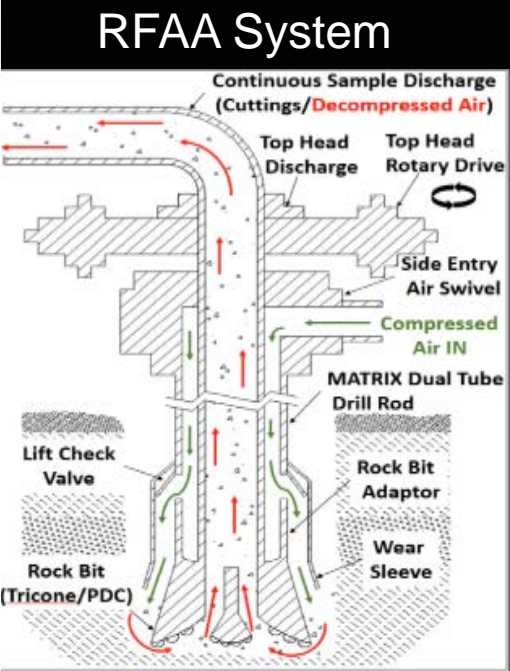 RFAA System
Continuous Sample Discharge
(Cuttings/Decompressed Air)
Top Head
Discharge
Top Head
Rotary Drive
Side Entry
Air Swivel
Compressed
Air IN
MATRIX Dual Tube
Drill Rod
Lift Check
Valve
Rock Bit
Adaptor
Wear
Sleeve
Rock Bit
(Tricone/PDC)